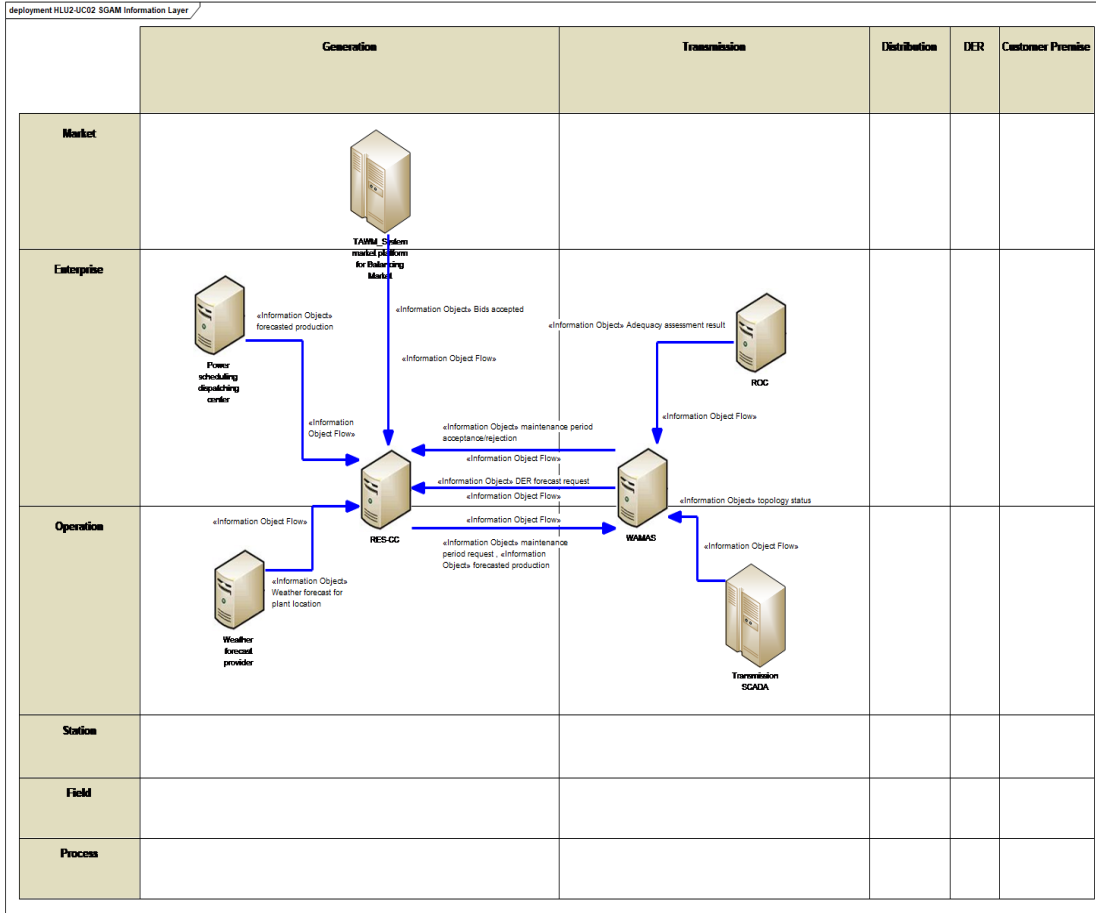 deployment HLU2-UC02 SGAM Information Layer
Generation
Transmission
Distribution
DER
Customer Premise
Market
TAWM_System
market platform
for Balancing
Market
Enterprise
«Information Object»
forecasted production
«Information Object» Bids accepted
«Information Object» Adequacy assessment result
Power
scheduling
dispatching
center
«Information Object Flow»
ROC
«Information
Object Flow»
«Information Object» maintenance period
acceptance/rejection
«Information Object Flow»
«Information Object Flow»
«Information Object» DER forecast request
«Information Object Flow»
«Information Object» topology status
Operation
«Information Object Flow»
«Information Object Flow»
RES-CC
WAMAS
«Information Object» maintenance
period request , «Information
Object» forecasted production
«Information Object Flow»
«Information Object»
Weather forecast for
plant location
Weather
forecast
provider
Transmission
SCADA
Station
Field
Process